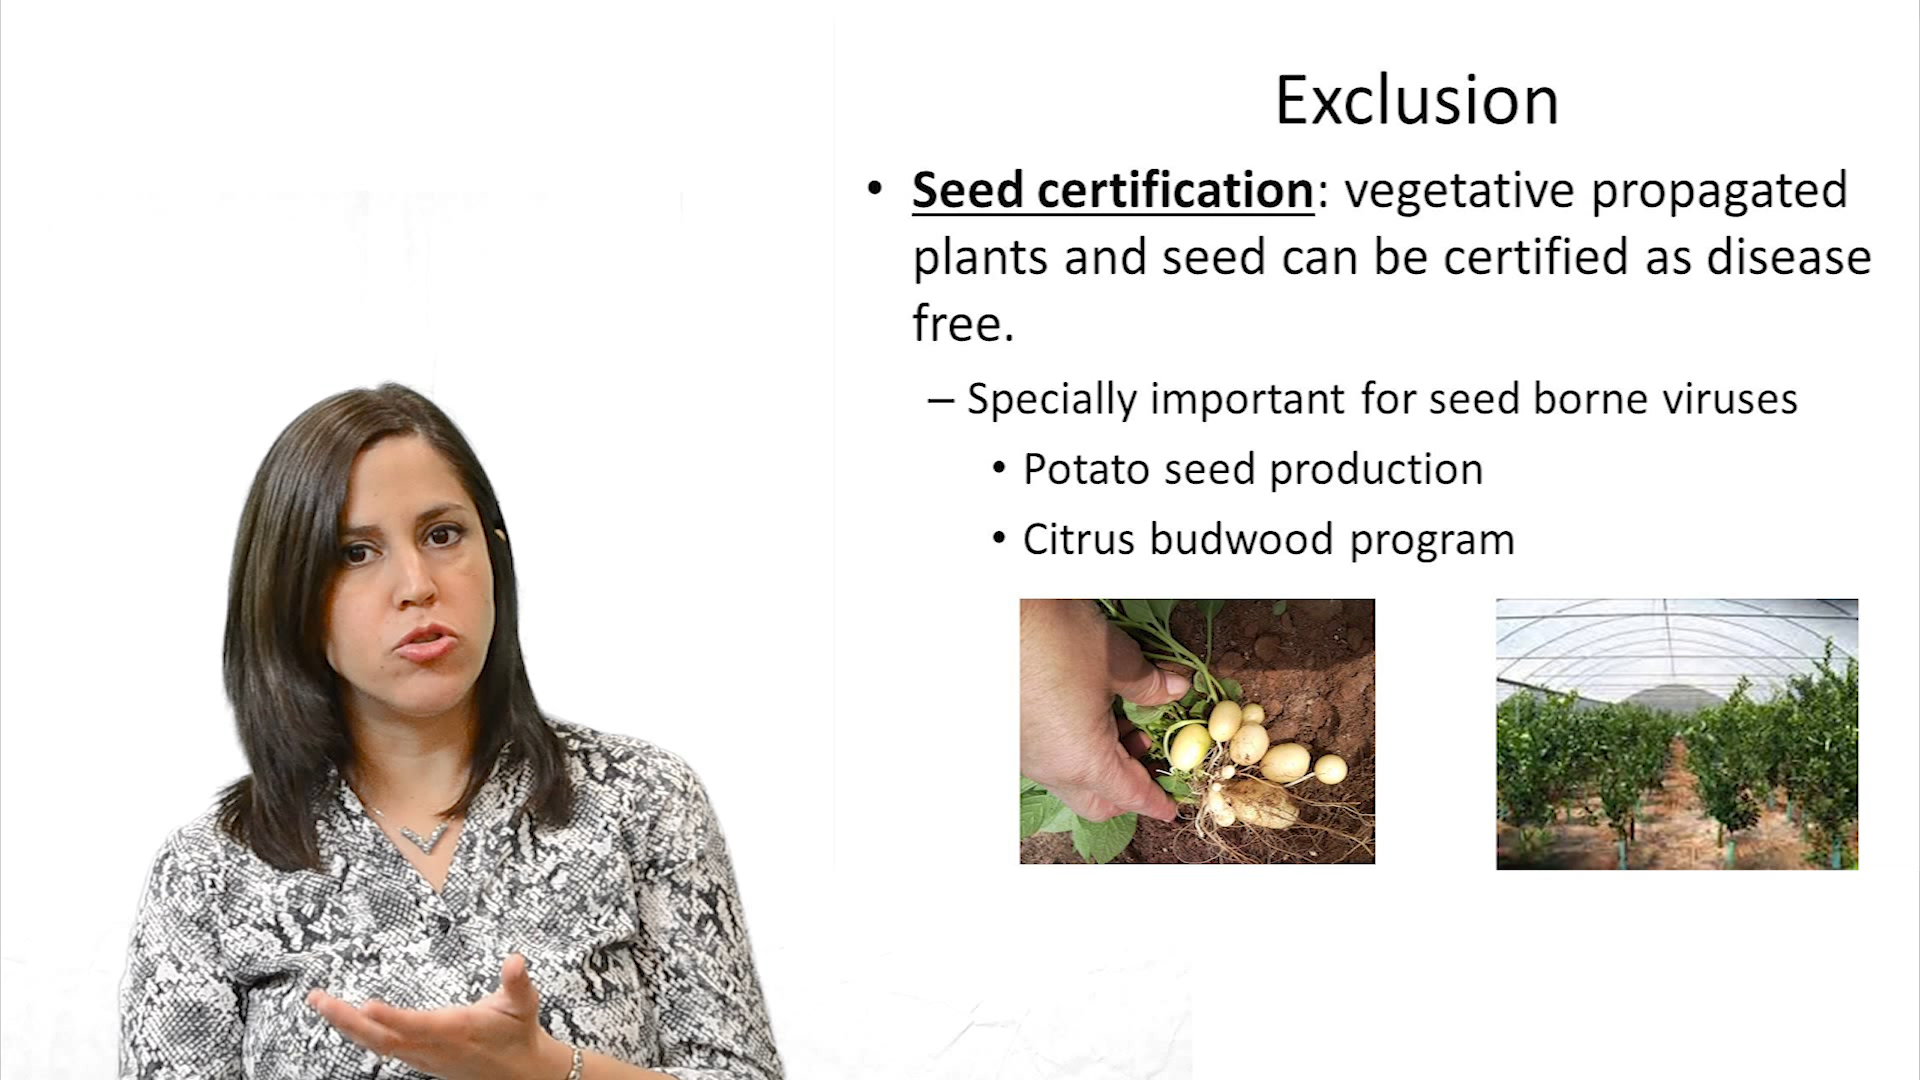 Exclusion
• Seed certification: vegetative propagated
plants and seed can be certified as disease
free.
– Specially important for seed borne viruses
• Potato seed production
• Citrus budwood program